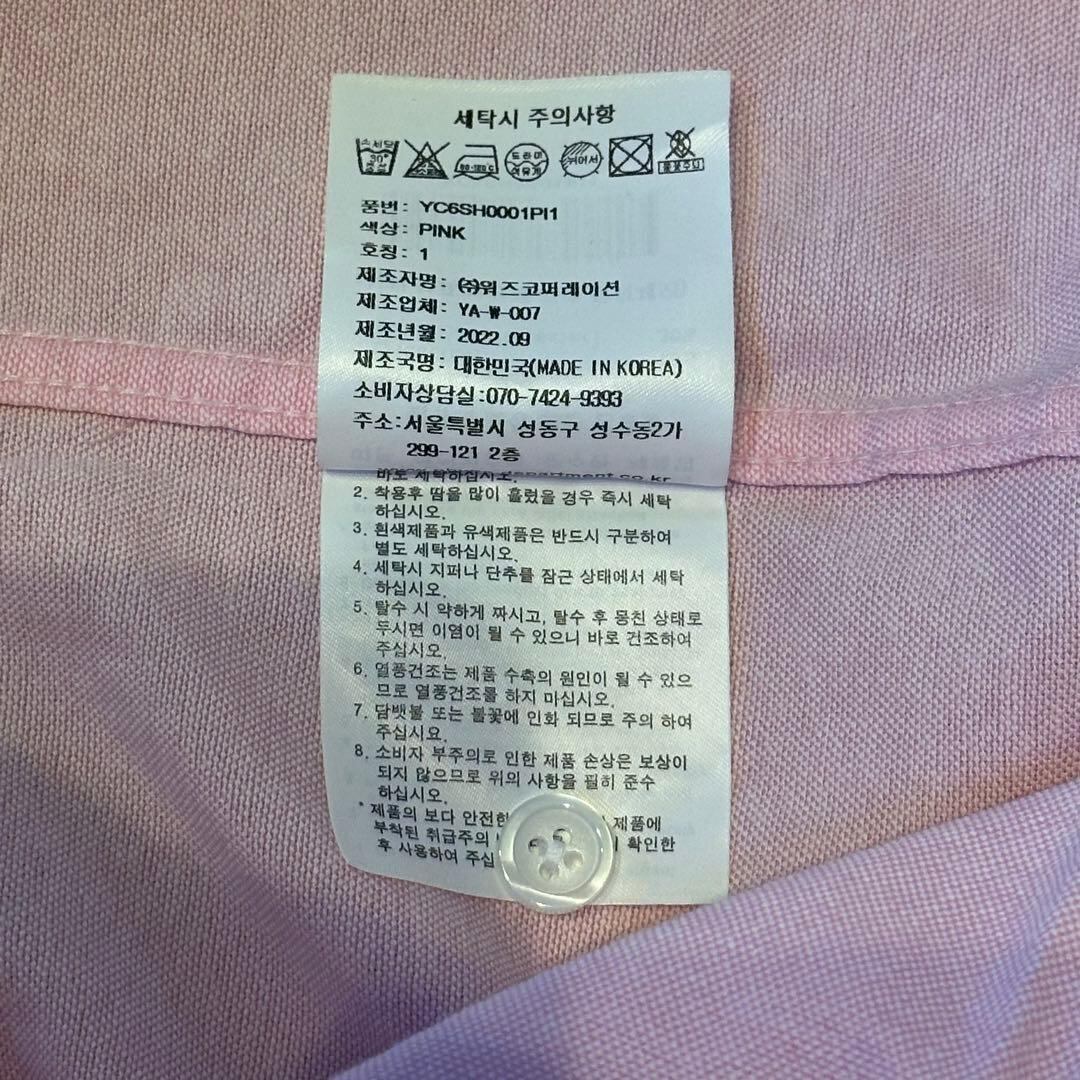 세탁시 주의사항
30°
중성
80-120℃
드라이
석유계
뉘어서
품번: YC6SH0001PI1
색상: PINK
호칭: 1
제조자명: ㈜워즈코퍼레이션
제조업체: YA-W-007
제조년월: 2022.09
제조국명: 대한민국(MADE IN KOREA)
소비자상담실:070-7424-9393
주소:서울특별시 성동구 성수동2가
299-121 2층
바로 세탁하십시오.
2. 착용후 땀을 많이 흘렸을 경우 즉시 세탁
하십시오.
3. 흰색제품과 유색제품은 반드시 구분하여
별도 세탁하십시오.
4. 세탁시 지퍼나 단추를 잠근 상태에서 세탁
하십시오.
5. 탈수 시 약하게 짜시고, 탈수 후 뭉친 상태로
두시면 이염이 될 수 있으니 바로 건조하여
주십시오.
6. 열풍건조는 제품 수축의 원인이 될 수 있으
므로 열풍건조를 하지 마십시오.
7. 담뱃불 또는 불꽃에 인화 되므로 주의 하여
주십시요.
8. 소비자 부주의로 인한 제품 손상은 보상이
되지 않으므로 위의 사항을 필히 준수
하십시오.
* 제품의 보다 안전한 제품에
부착된 취급주의 확인한
후 사용하여 주십